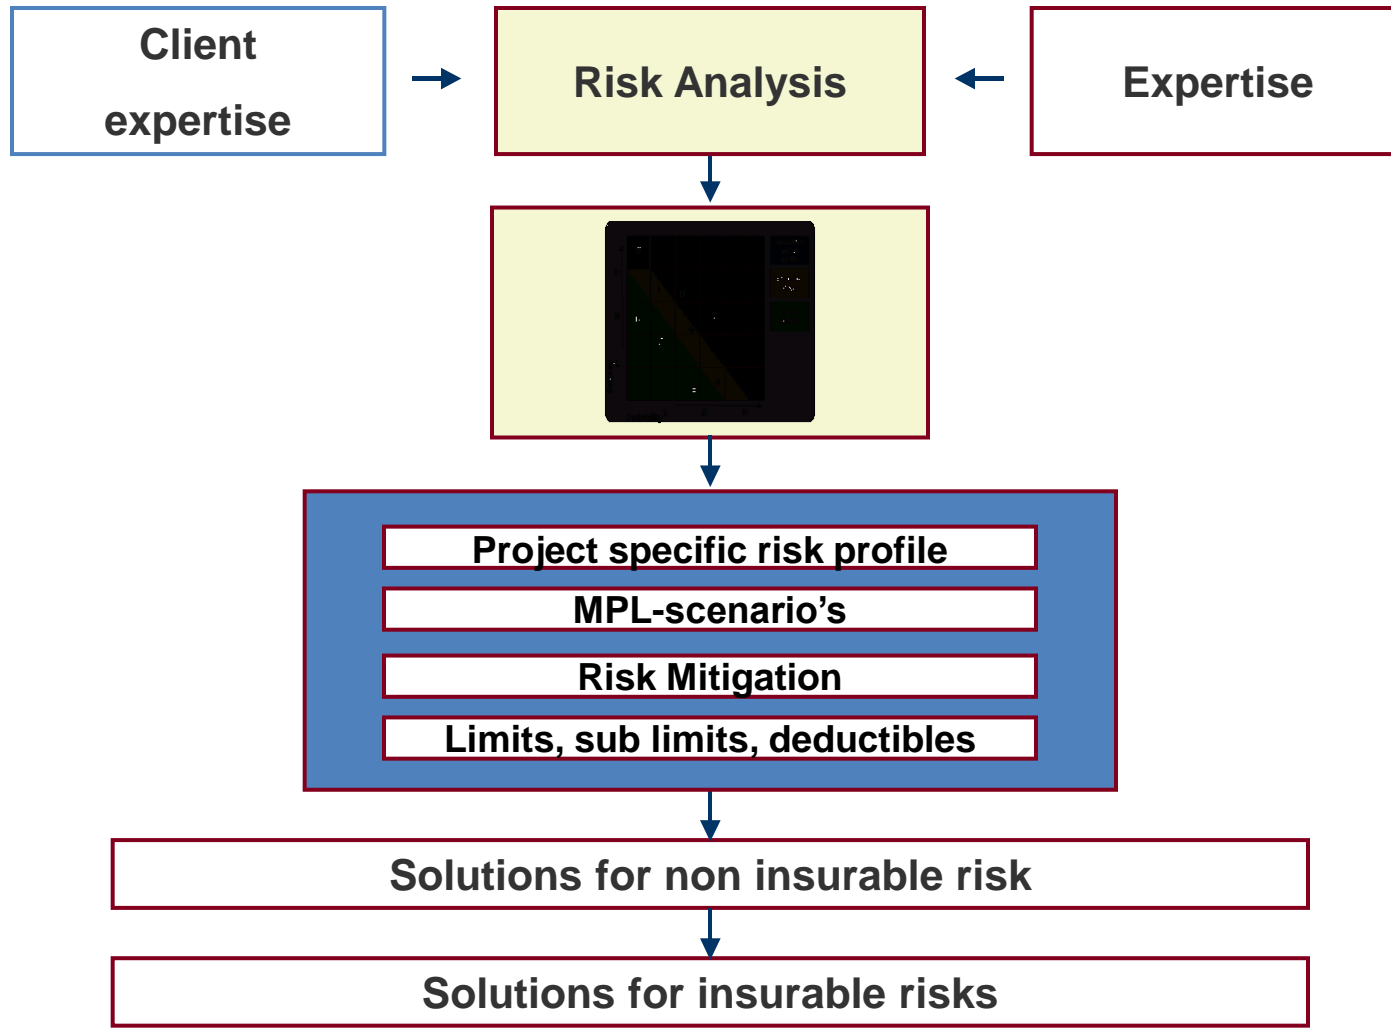 Client
expertise
Risk Analysis
Expertise
Project specific risk profile
MPL-scenario’s
Risk Mitigation
Limits, sub limits, deductibles
Solutions for non insurable risk
Solutions for insurable risks